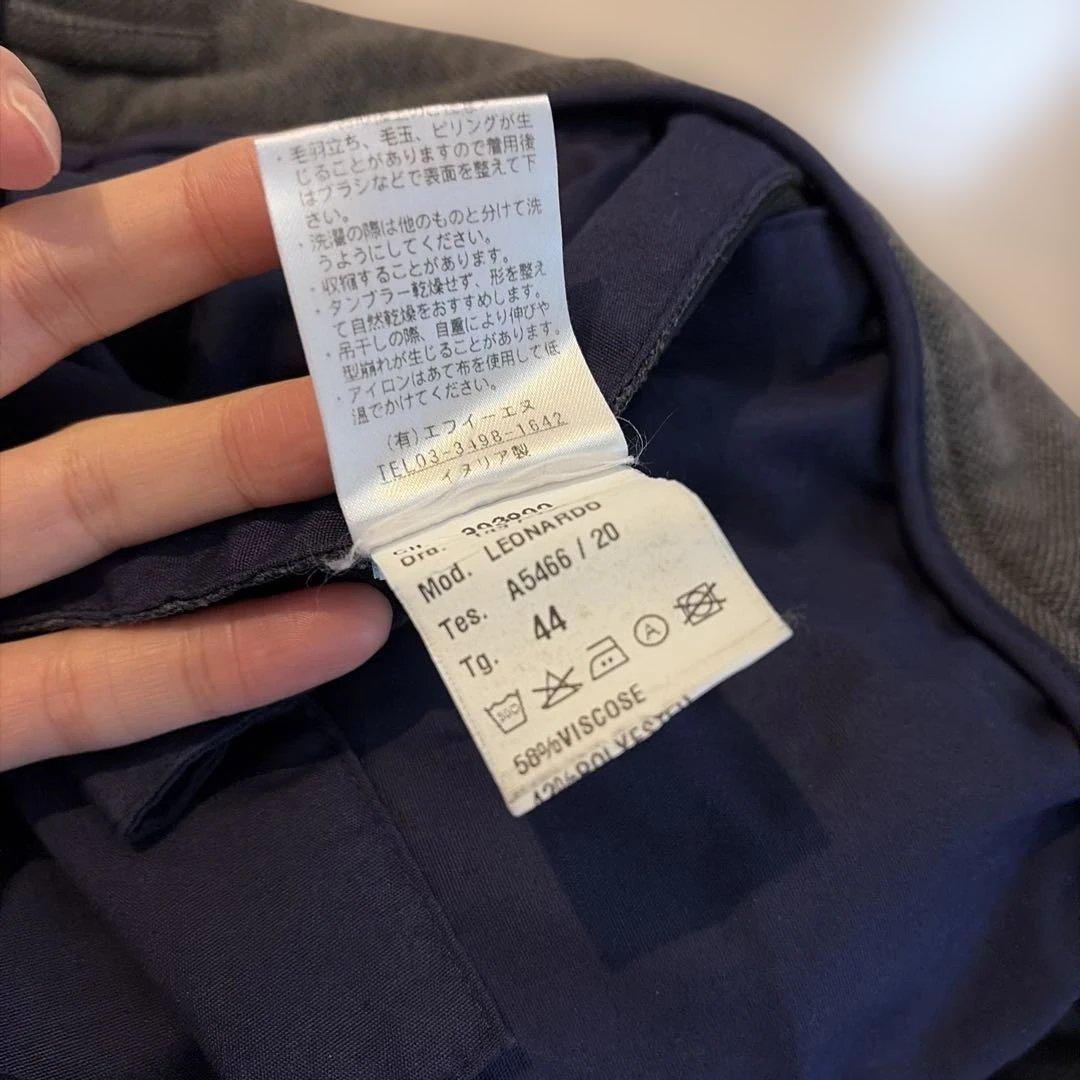 ・毛羽立ち、毛玉、ピリングが生
じることがありますので着用後
はブラシなどで表面を整えて下
さい。
・洗濯の際は他のものと分けて洗
うようにしてください。
・収縮することがあります。
・タンブラー乾燥せず、形を整え
て自然乾燥をおすすめします。
・吊干しの際、自重により伸びや
型崩れが生じることがあります。
・アイロンはあて布を使用して低
温でかけてください。
(有)エフイーエヌ
TEL03-3498-1642
イタリア製
Ord.
Mod. LEONARDO
Tes. A5466 / 20
Tg. 44
30C
A
58%VISCOSE
42%POLYESTER